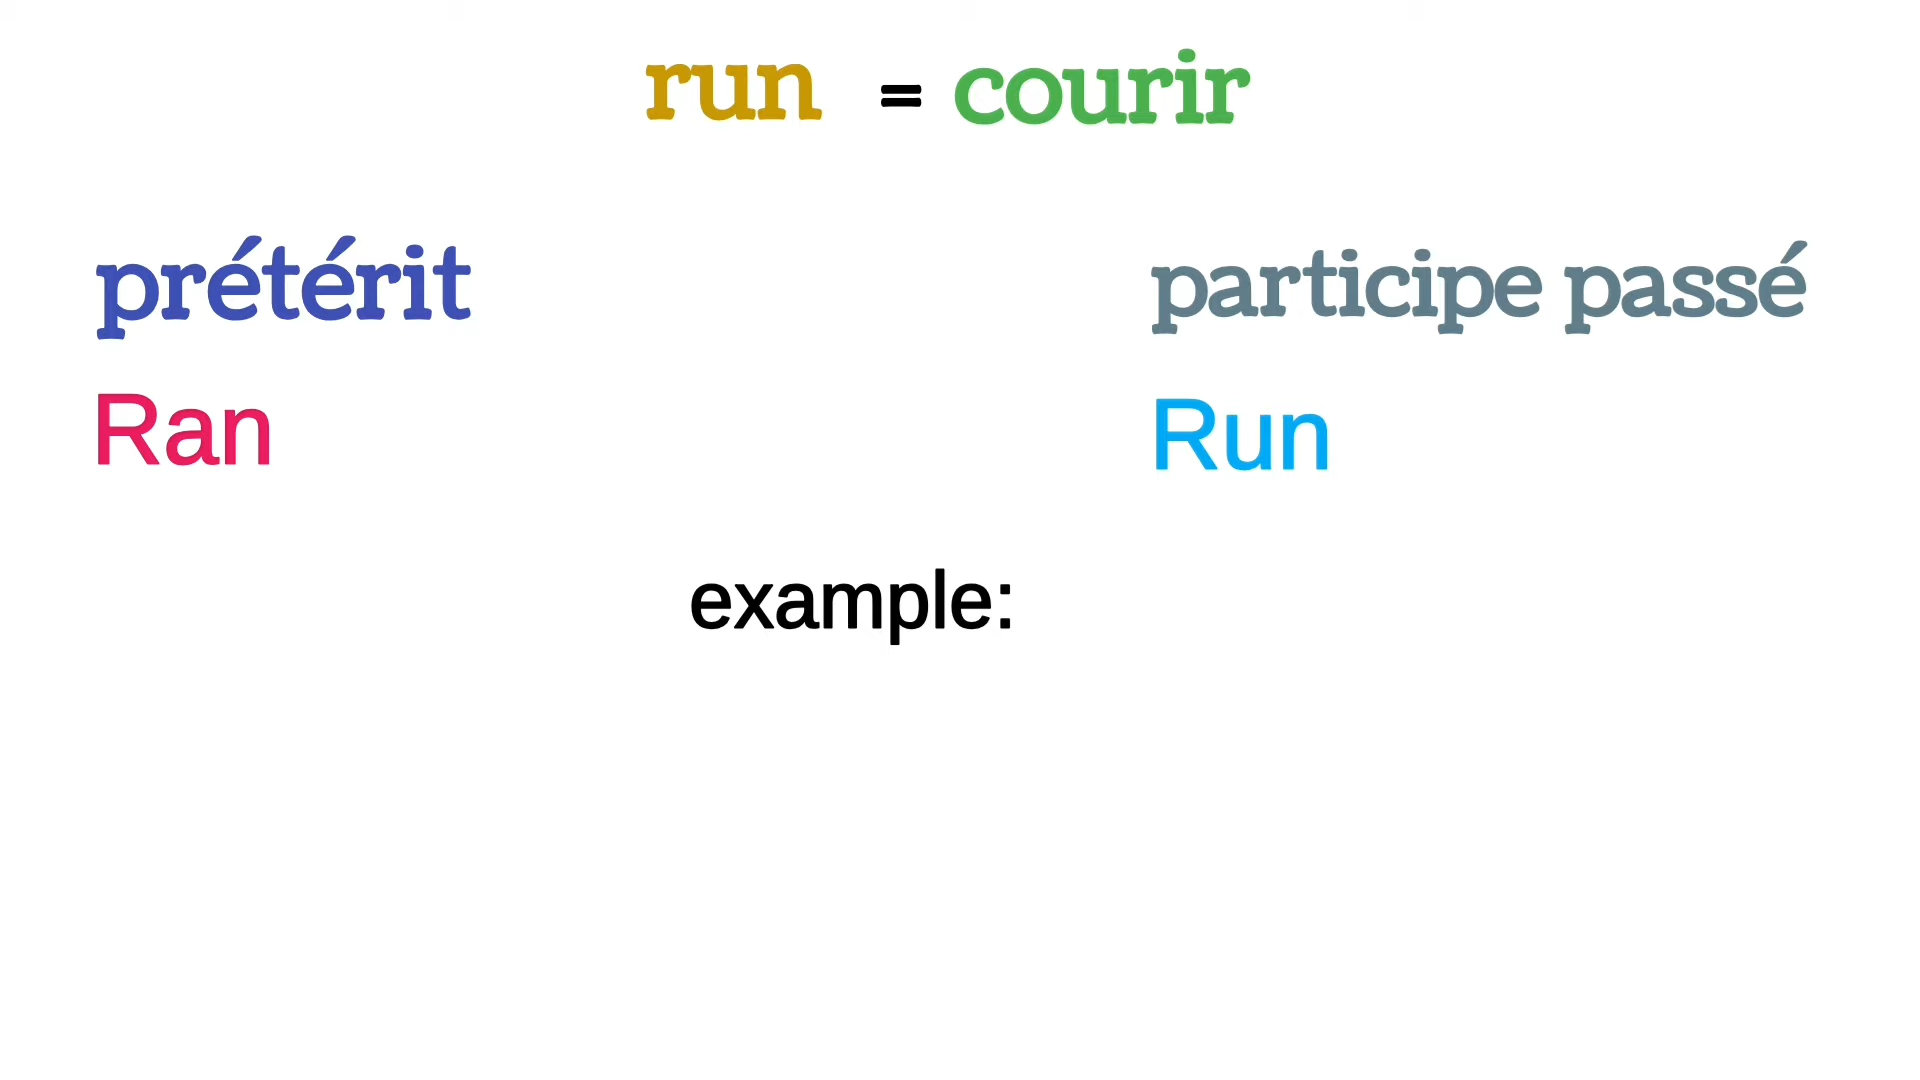 run = courir
prétérit
participe passé
Ran
Run
example: